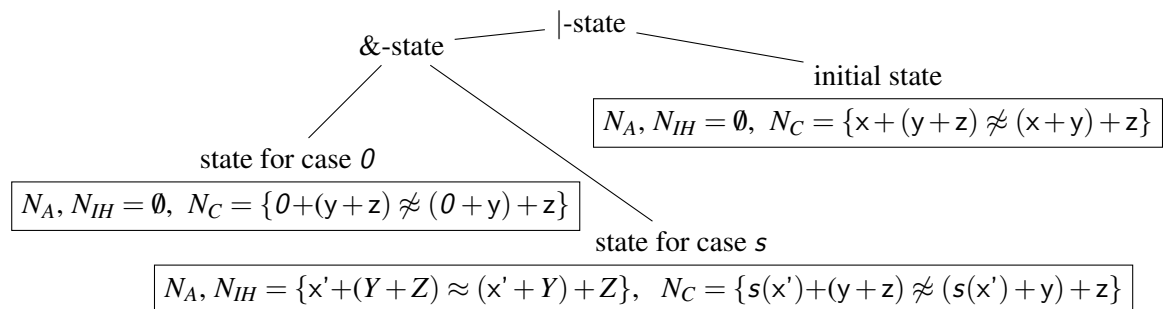 |-state
&-state
initial state
N_A, N_IH = ∅, N_C = {x + (y + z) ≉ (x + y) + z}
state for case 0
N_A, N_IH = ∅, N_C = {0+(y + z) ≉ (0 + y) + z}
state for case s
N_A, N_IH = {x'+(Y + Z) ≈ (x' + Y) + Z}, N_C = {s(x')+(y + z) ≉ (s(x') + y) + z}